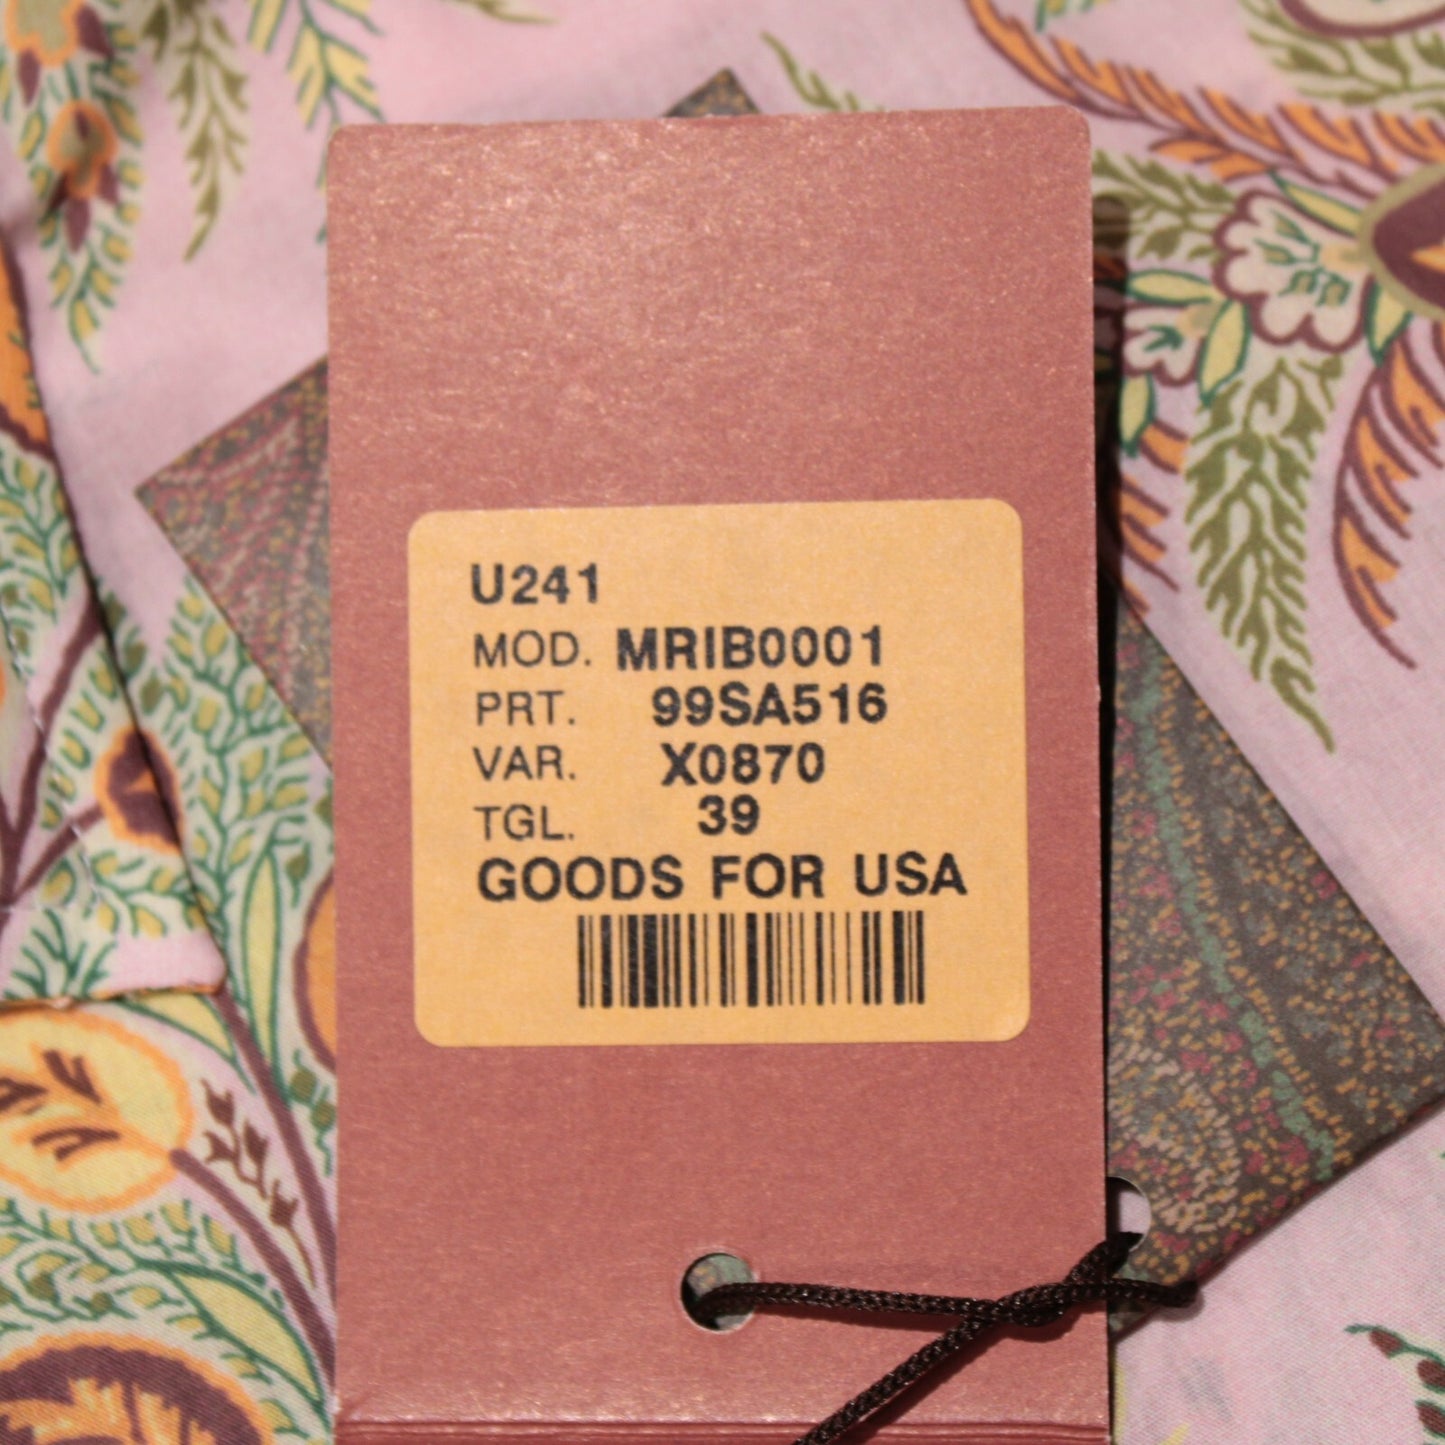 U241
MOD. MRIB0001
PRT. 99SA516
VAR. X0870
TGL. 39
GOODS FOR USA